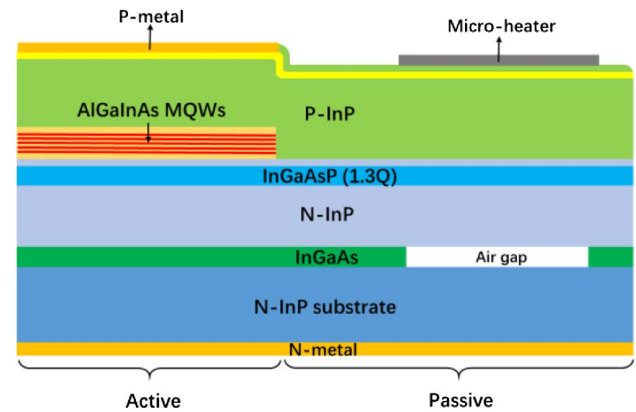 P-metal
Micro-heater
AlGaInAs MQWs
P-InP
InGaAsP (1.3Q)
N-InP
InGaAs
Air gap
N-InP substrate
N-metal
Active
Passive